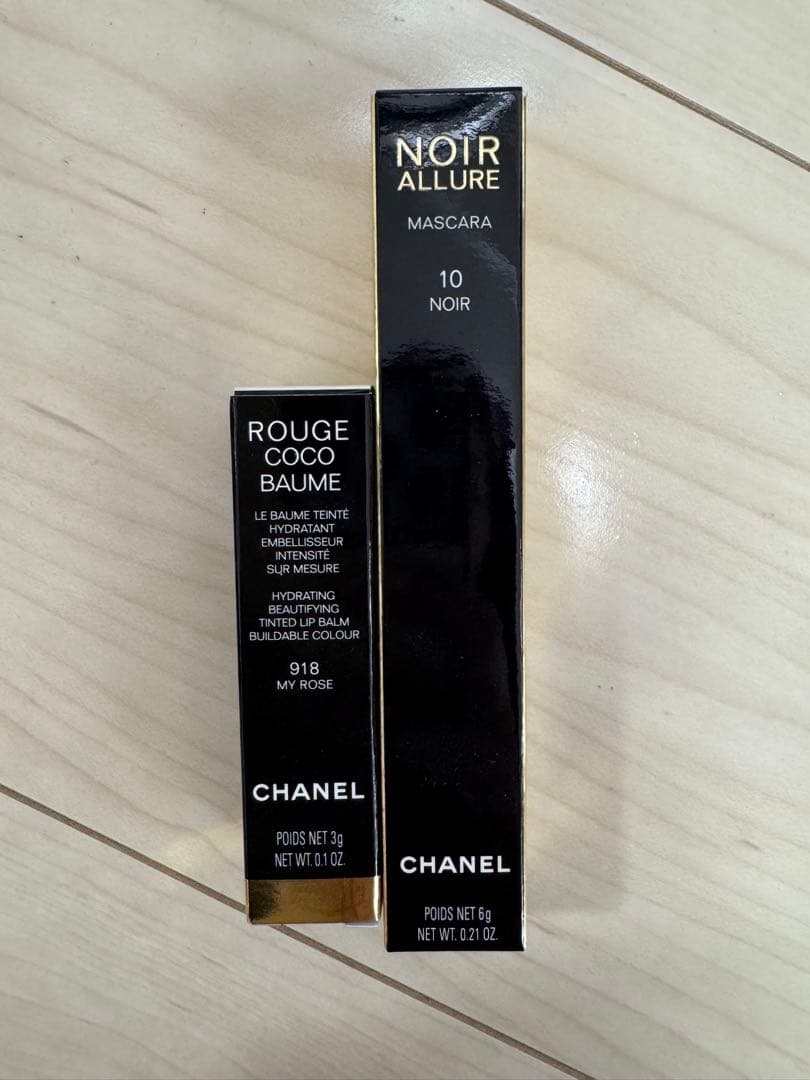 NOIR
ALLURE
MASCARA
10
NOIR
CHANEL
POIDS NET 6g
NET WT. 0.21 OZ.
ROUGE
COCO
BAUME
LE BAUME TEINTÉ
HYDRATANT
EMBELLISSEUR
INTENSITÉ
SUR MESURE
HYDRATING
BEAUTIFYING
TINTED LIP BALM
BUILDABLE COLOUR
918
MY ROSE
CHANEL
POIDS NET 3g
NET WT. 0.1 OZ.